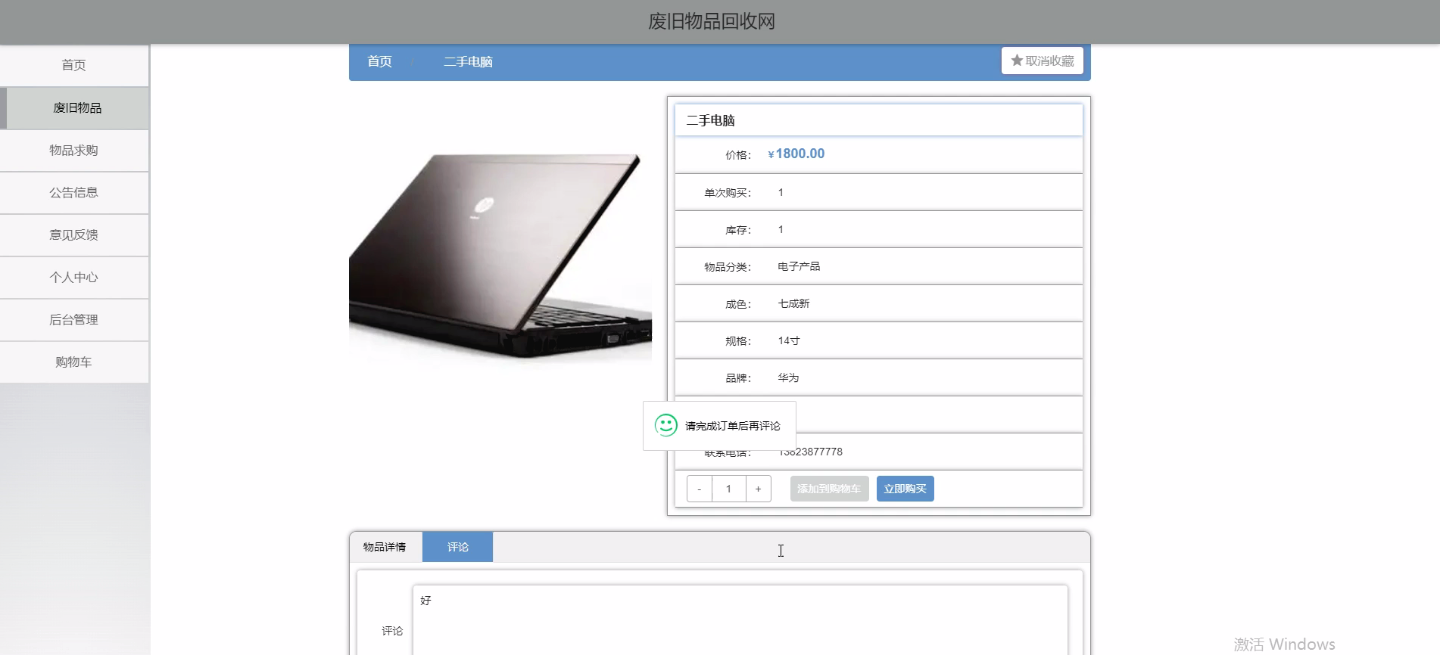 废旧物品回收网
首页
废旧物品
物品求购
公告信息
意见反馈
个人中心
后台管理
购物车
首页 二手电脑 取消收藏
二手电脑
价格： ¥1800.00
单次购买： 1
库存： 1
物品分类： 电子产品
成色： 七成新
规格： 14寸
品牌： 华为
请完成订单后再评论
联系电话： 13823877778
- 1 + 添加到购物车 立即购买
物品详情 评论
评论 好
激活 Windows